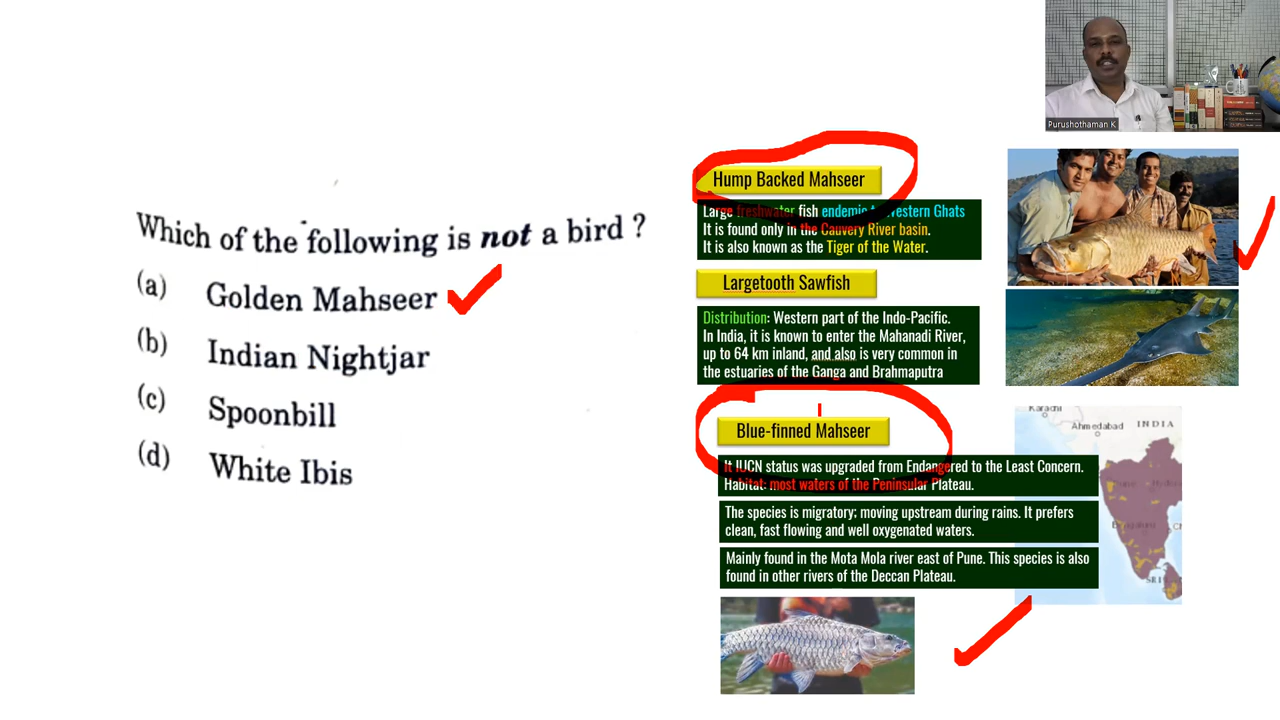 Purushothaman K
Which of the following is not a bird ?
(a) Golden Mahseer
(b) Indian Nightjar
(c) Spoonbill
(d) White Ibis
Hump Backed Mahseer
Large freshwater fish endemic to Western Ghats
It is found only in the Cauvery River basin.
It is also known as the Tiger of the Water.
Largetooth Sawfish
Distribution: Western part of the Indo-Pacific.
In India, it is known to enter the Mahanadi River,
up to 64 km inland, and also is very common in
the estuaries of the Ganga and Brahmaputra
Blue-finned Mahseer
It IUCN status was upgraded from Endangered to the Least Concern.
Habitat: most waters of the Peninsular Plateau.
The species is migratory: moving upstream during rains. It prefers
clean, fast flowing and well oxygenated waters.
Mainly found in the Mota Mola river east of Pune. This species is also
found in other rivers of the Deccan Plateau.
Karachi
Ahmedabad
INDIA